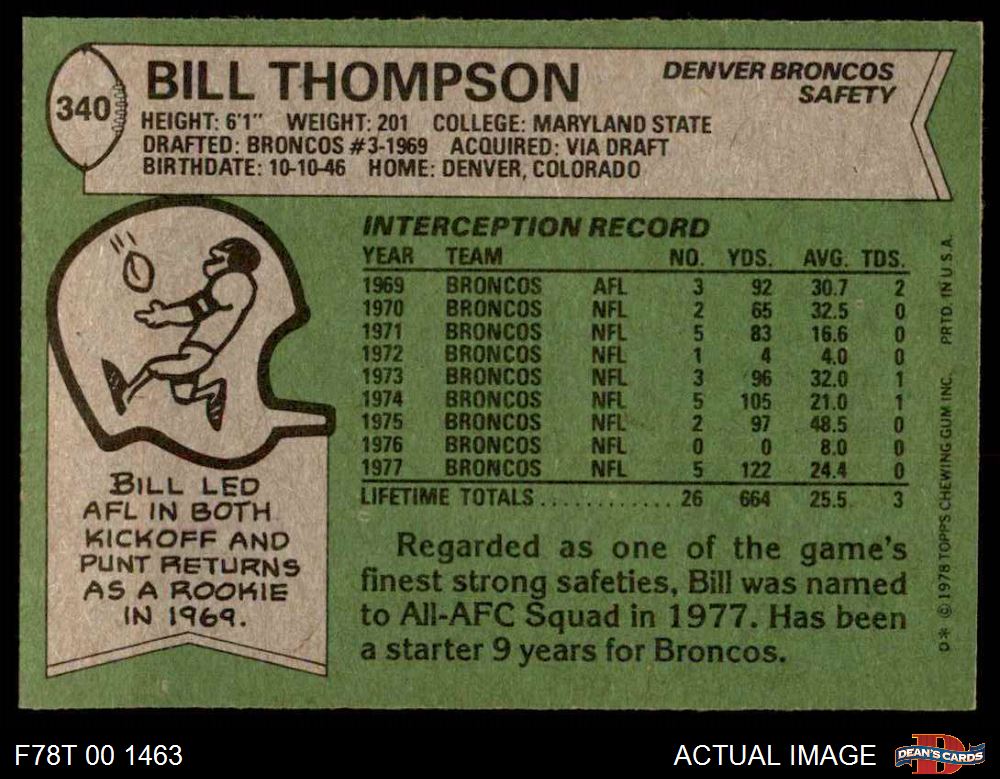 340
BILL THOMPSON
DENVER BRONCOS
SAFETY
HEIGHT: 6'1" WEIGHT: 201 COLLEGE: MARYLAND STATE
DRAFTED: BRONCOS #3-1969 ACQUIRED: VIA DRAFT
BIRTHDATE: 10-10-46 HOME: DENVER, COLORADO
INTERCEPTION RECORD
YEAR TEAM NO. YDS. AVG. TDS.
1969 BRONCOS AFL 3 92 30.7 2
1970 BRONCOS NFL 2 65 32.5 0
1971 BRONCOS NFL 5 83 16.6 0
1972 BRONCOS NFL 1 4 4.0 0
1973 BRONCOS NFL 3 96 32.0 1
1974 BRONCOS NFL 5 105 21.0 1
1975 BRONCOS NFL 2 97 48.5 0
1976 BRONCOS NFL 0 0 8.0 0
1977 BRONCOS NFL 5 122 24.4 0
LIFETIME TOTALS............ 26 664 25.5 3
BILL LED
AFL IN BOTH
KICKOFF AND
PUNT RETURNS
AS A ROOKIE
IN 1969.
Regarded as one of the game's
finest strong safeties, Bill was named
to All-AFC Squad in 1977. Has been
a starter 9 years for Broncos.
D* © 1978 TOPPS CHEWING GUM INC. PRTD. IN U.S.A.
F78T 00 1463
ACTUAL IMAGE
DEAN'S CARDS